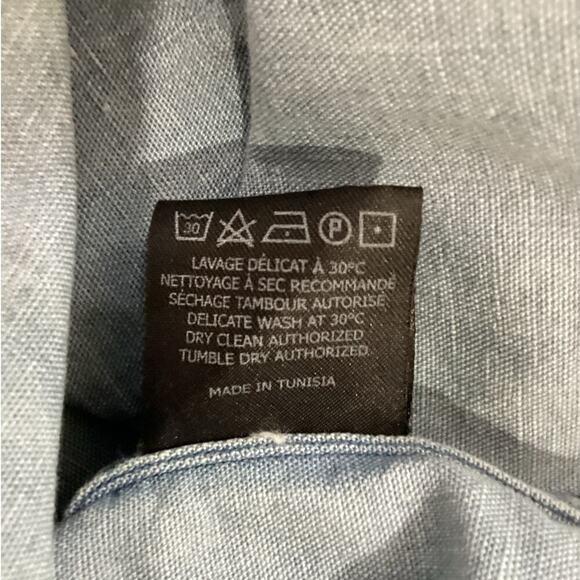 30 P
LAVAGE DÉLICAT À 30°C
NETTOYAGE À SEC RECOMMANDÉ
SÉCHAGE TAMBOUR AUTORISÉ
DELICATE WASH AT 30°C
DRY CLEAN AUTHORIZED
TUMBLE DRY AUTHORIZED
MADE IN TUNISIA